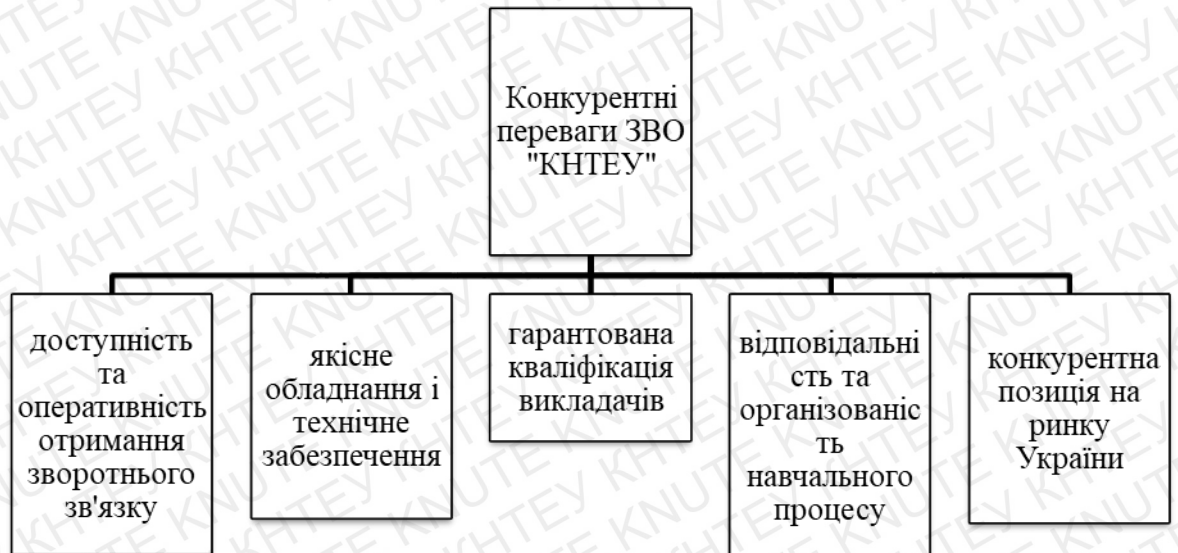 Конкурентні
переваги ЗВО
"КНТЕУ"
доступність
та
оперативність
отримання
зворотнього
зв'язку
якісне
обладнання і
технічне
забезпечення
гарантована
кваліфікація
викладачів
відповідальні
сть та
організованіс
ть
навчального
процесу
конкурентна
позиція на
ринку
України